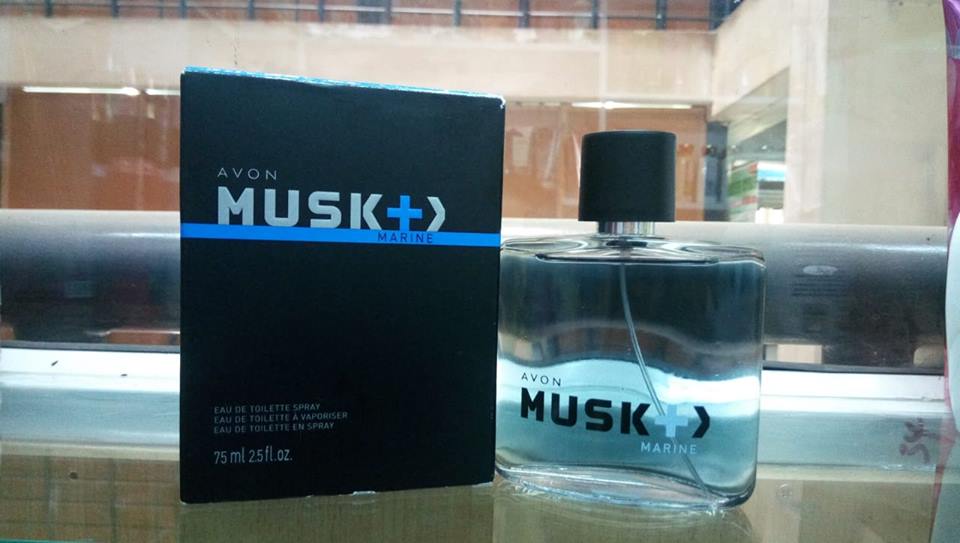 AVON
MUSK+>
MARINE
EAU DE TOILETTE SPRAY
EAU DE TOILETTE À VAPORISER
EAU DE TOILETTE EN SPRAY
75 ml 2.5 fl.oz.
AVON
MUSK+>
MARINE